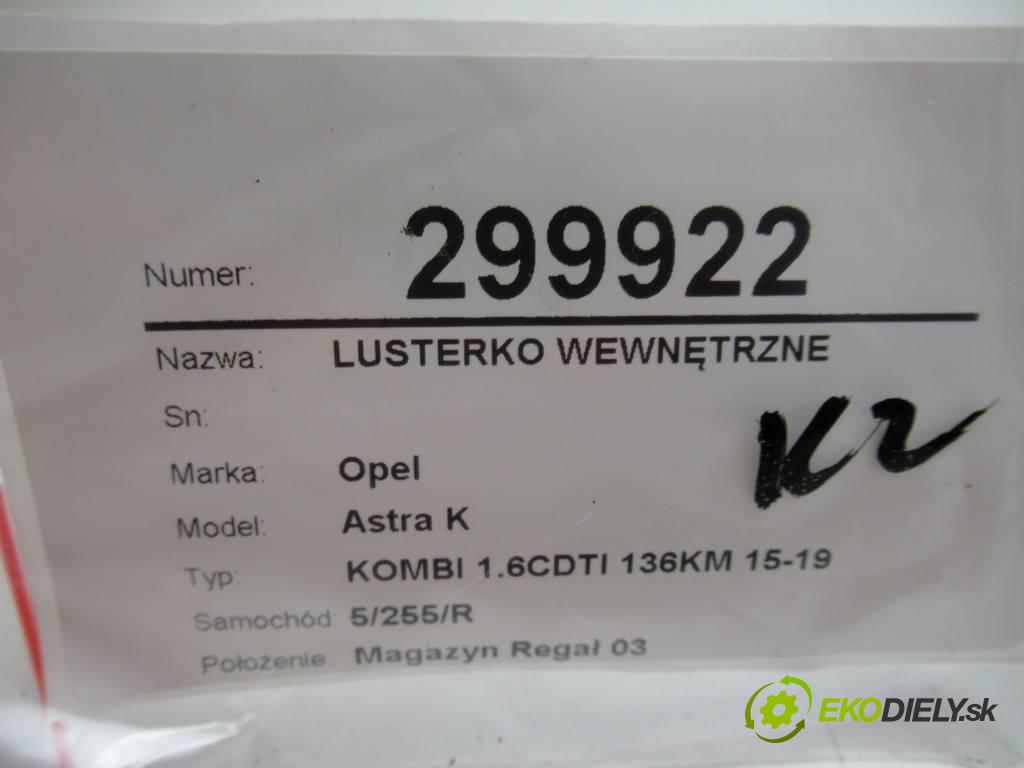 Numer: 299922
Nazwa: LUSTERKO WEWNĘTRZNE
Sn:
K2
Marka: Opel
Model: Astra K
Typ: KOMBI 1.6CDTI 136KM 15-19
Samochód: 5/255/R
Położenie: Magazyn Regał 03
EKODIELY.sk